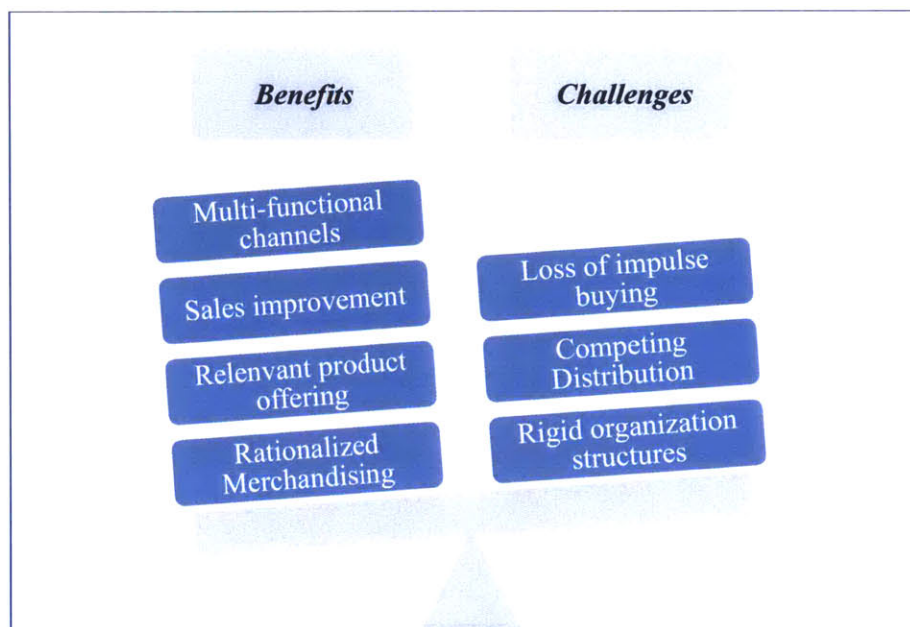 Benefits
Challenges
Multi-functional
channels
Sales improvement
Relenvant product
offering
Rationalized
Merchandising
Loss of impulse
buying
Competing
Distribution
Rigid organization
structures